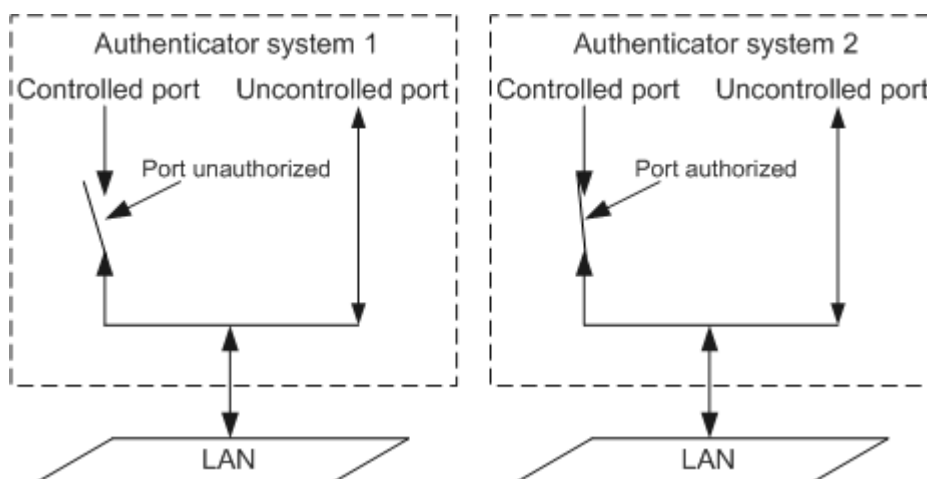 Authenticator system 1
Controlled port Uncontrolled port
Port unauthorized
LAN
Authenticator system 2
Controlled port Uncontrolled port
Port authorized
LAN